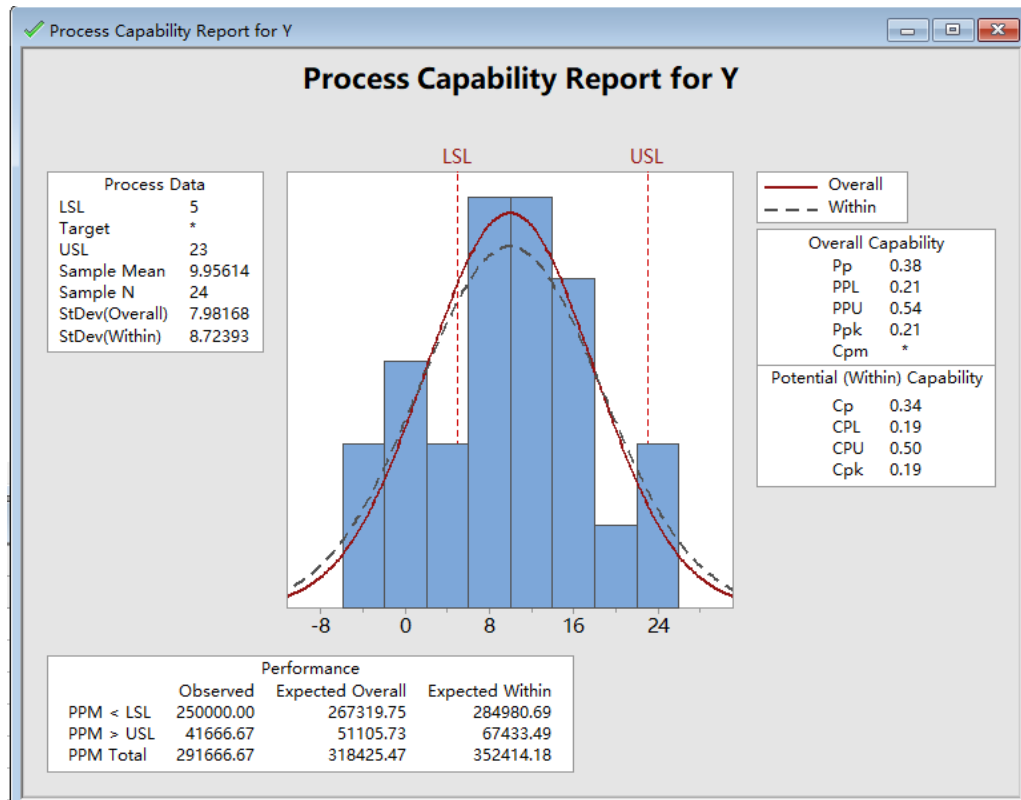 Process Capability Report for Y
Process Capability Report for Y
LSL USL
Process Data
LSL 5
Target *
USL 23
Sample Mean 9.95614
Sample N 24
StDev(Overall) 7.98168
StDev(Within) 8.72393
Overall
Within
Overall Capability
Pp 0.38
PPL 0.21
PPU 0.54
Ppk 0.21
Cpm *
Potential (Within) Capability
Cp 0.34
CPL 0.19
CPU 0.50
Cpk 0.19
-8 0 8 16 24
Performance
Observed Expected Overall Expected Within
PPM < LSL 250000.00 267319.75 284980.69
PPM > USL 41666.67 51105.73 67433.49
PPM Total 291666.67 318425.47 352414.18